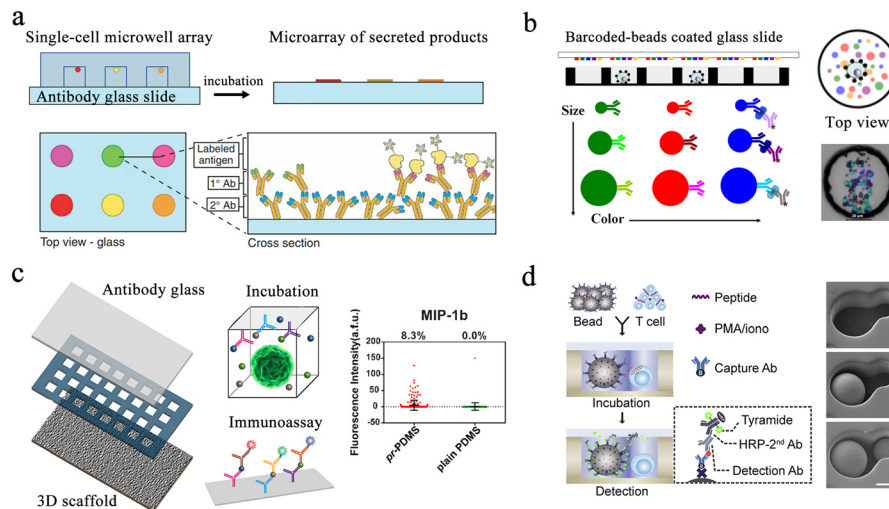 a
Single-cell microwell array
Microarray of secreted products
incubation
Antibody glass slide
Labeled
antigen
1° Ab
2° Ab
Top view - glass
Cross section
b
Barcoded-beads coated glass slide
Size
Color
Top view
20 μm
c
Antibody glass
3D scaffold
Incubation
Immunoassay
MIP-1b
8.3%
0.0%
Fluorescence Intensity(a.f.u.)
200
150
100
50
0
-50
pr-PDMS
plain PDMS
d
Bead
T cell
Incubation
Detection
Peptide
PMA/iono
Capture Ab
Tyramide
HRP-2nd Ab
Detection Ab